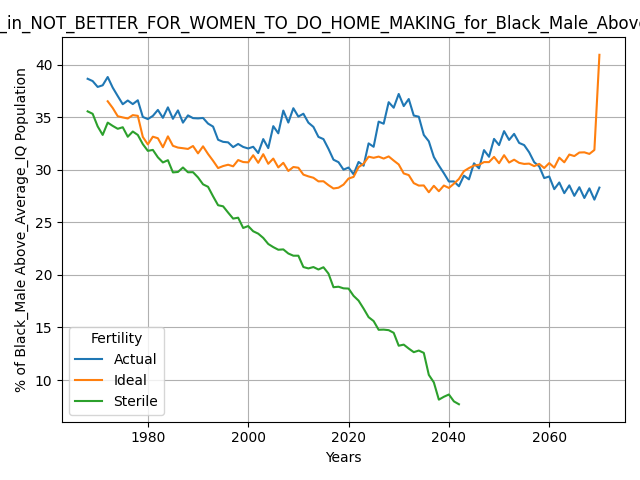 _in_NOT_BETTER_FOR_WOMEN_TO_DO_HOME_MAKING_for_Black_Male_Above
% of Black_Male Above_Average_IQ Population
40
35
30
25
20
15
10
Fertility
Actual
Ideal
Sterile
1980
2000
2020
2040
2060
Years